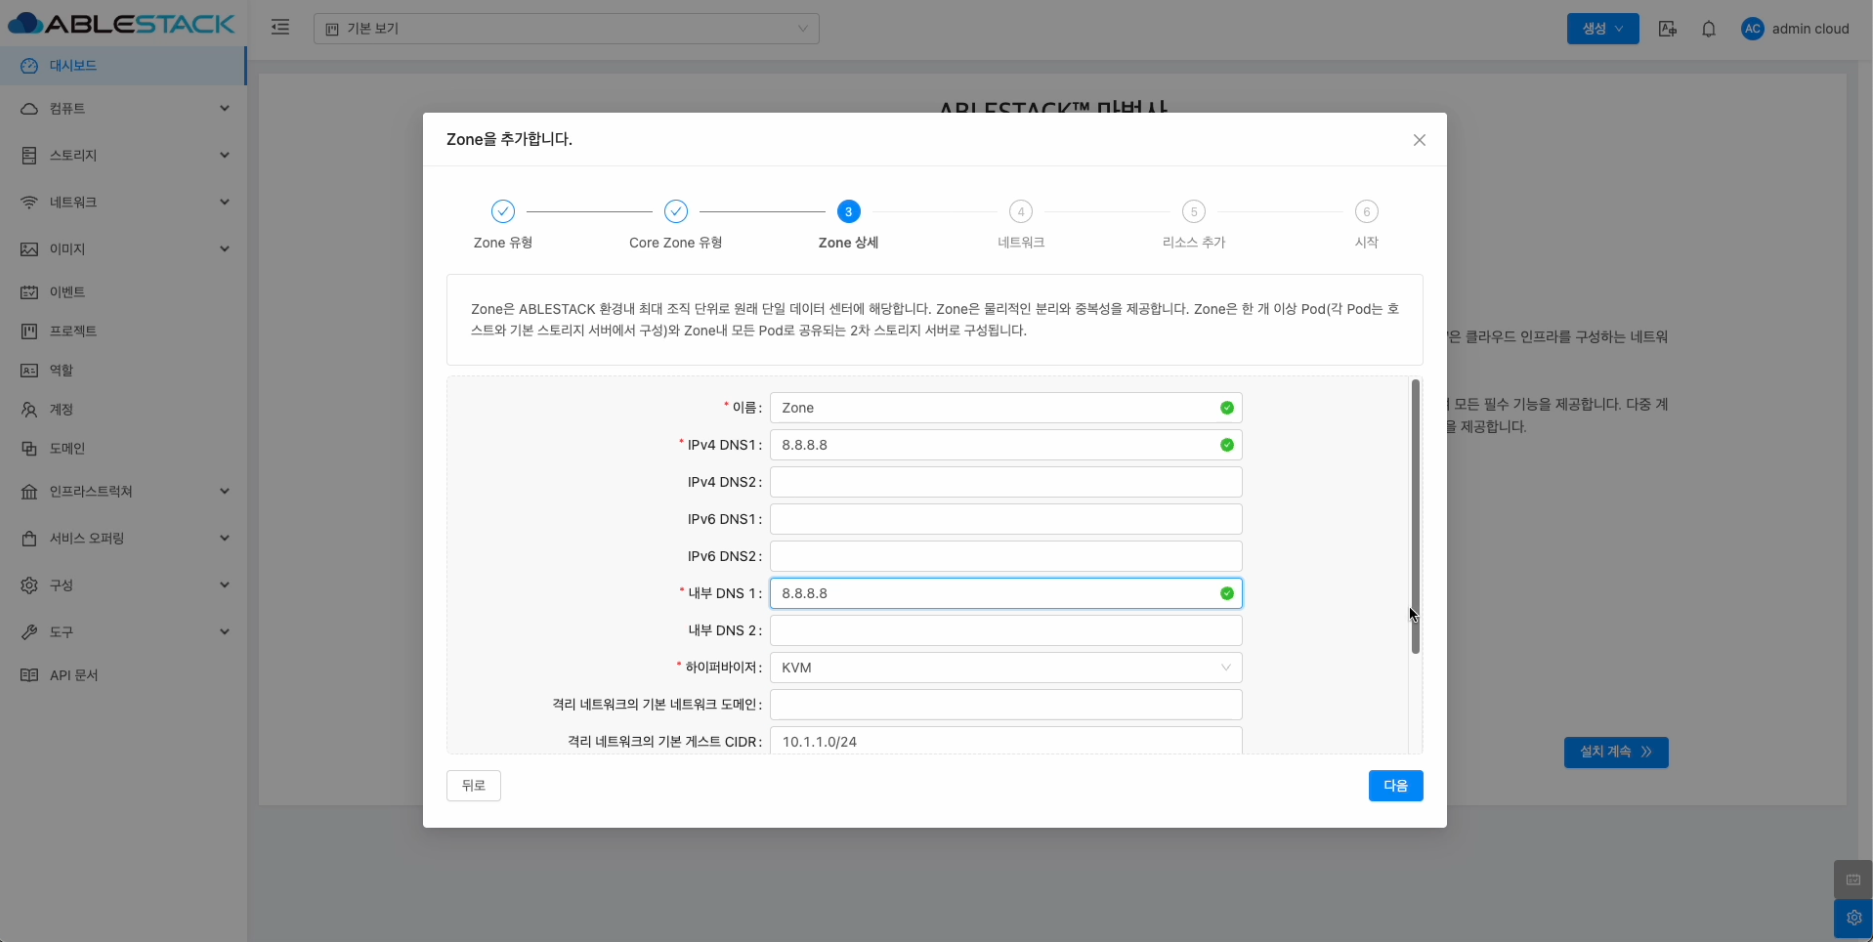 ABLESTACK
기본 보기
생성
AC
admin cloud
대시보드
컴퓨트
스토리지
네트워크
이미지
이벤트
프로젝트
역할
계정
도메인
인프라스트럭쳐
서비스 오퍼링
구성
도구
API 문서
ABLESTACK™ 마법사
Zone을 추가합니다.
3
4
5
6
Zone 유형
Core Zone 유형
Zone 상세
네트워크
리소스 추가
시작
Zone은 ABLESTACK 환경내 최대 조직 단위로 원래 단일 데이터 센터에 해당합니다. Zone은 물리적인 분리와 중복성을 제공합니다. Zone은 한 개 이상 Pod(각 Pod는 호
스트와 기본 스토리지 서버에서 구성)와 Zone내 모든 Pod로 공유되는 2차 스토리지 서버로 구성됩니다.
은 클라우드 인프라를 구성하는 네트워
모든 필수 기능을 제공합니다. 다중 계
을 제공합니다.
* 이름: Zone
* IPv4 DNS1: 8.8.8.8
IPv4 DNS2:
IPv6 DNS1:
IPv6 DNS2:
* 내부 DNS 1: 8.8.8.8
내부 DNS 2:
* 하이퍼바이저: KVM
격리 네트워크의 기본 네트워크 도메인:
격리 네트워크의 기본 게스트 CIDR: 10.1.1.0/24
설치 계속
뒤로
다음